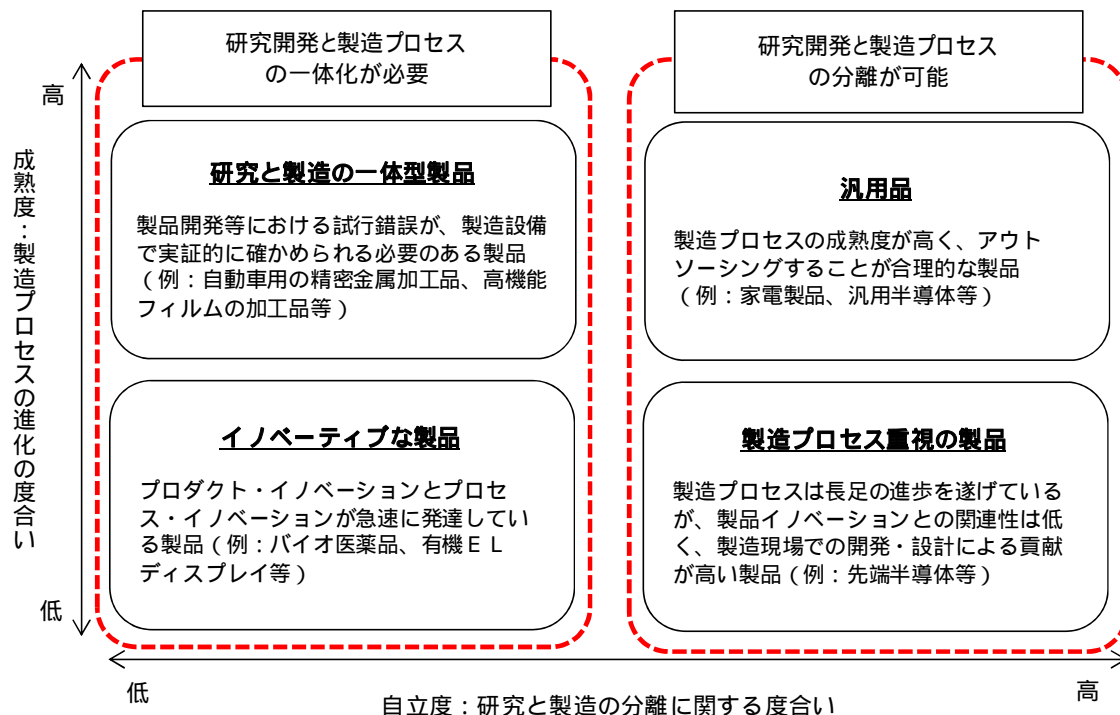 研究開発と製造プロセス
の一体化が必要
研究開発と製造プロセス
の分離が可能
高
成熟度：製造プロセスの進化の度合い
低
研究と製造の一体型製品
製品開発等における試行錯誤が、製造設備
で実証的に確かめられる必要のある製品
（例：自動車用の精密金属加工品、高機能
フィルムの加工品等）
汎用品
製造プロセスの成熟度が高く、アウト
ソーシングすることが合理的な製品
（例：家電製品、汎用半導体等）
イノベーティブな製品
プロダクト・イノベーションとプロセ
ス・イノベーションが急速に発達してい
る製品（例：バイオ医薬品、有機ＥＬ
ディスプレイ等）
製造プロセス重視の製品
製造プロセスは長足の進歩を遂げている
が、製品イノベーションとの関連性は低
く、製造現場での開発・設計による貢献
が高い製品（例：先端半導体等）
低
高
自立度：研究と製造の分離に関する度合い